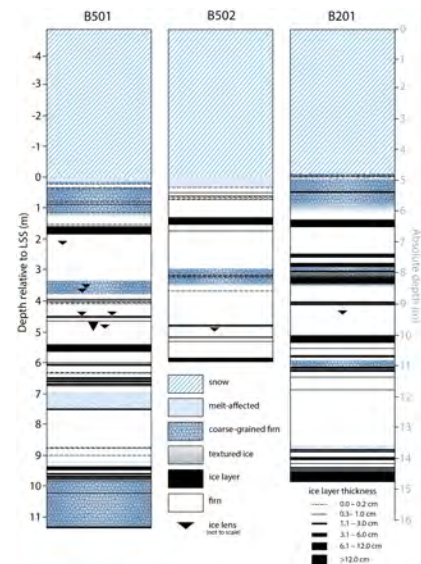 B501 B502 B201
Depth relative to LSS (m)
-4
-3
-2
-1
0
1
2
3
4
5
6
7
8
9
10
11
Absolute depth (m)
0
1
2
3
4
5
6
7
8
9
10
11
12
13
14
15
16
snow
melt-affected
coarse-grained firn
textured ice
ice layer
firn
ice lens
(not to scale)
ice layer thickness
0.0 – 0.2 cm
0.3– 1.0 cm
1.1 – 3.0 cm
3.1 – 6.0 cm
6.1 – 12.0 cm
>12.0 cm